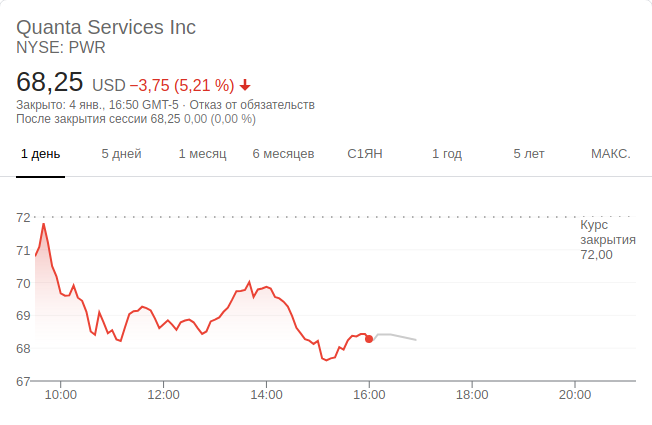 Quanta Services Inc
NYSE: PWR
68,25 USD −3,75 (5,21 %)
Закрыто: 4 янв., 16:50 GMT-5 · Отказ от обязательств
После закрытия сессии 68,25 0,00 (0,00 %)
1 день 5 дней 1 месяц 6 месяцев С1ЯН 1 год 5 лет МАКС.
72
Курс
закрытия
72,00
71
70
69
68
67
10:00 12:00 14:00 16:00 18:00 20:00